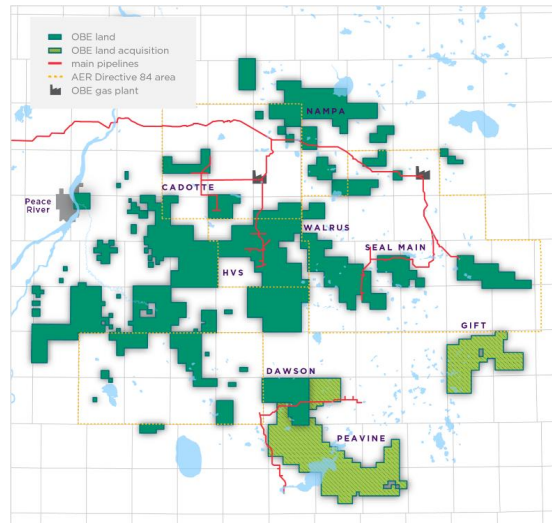 OBE land
OBE land acquisition
main pipelines
AER Directive 84 area
OBE gas plant
NAMPA
CADOTTE
Peace
River
WALRUS
SEAL MAIN
HVS
GIFT
DAWSON
PEAVINE